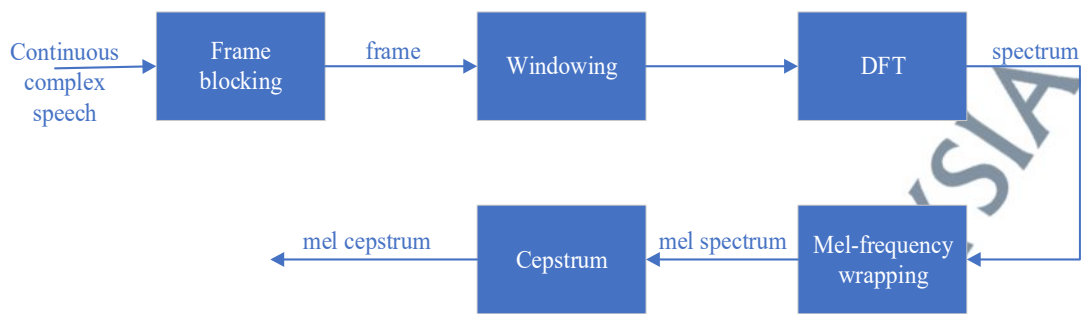 Continuous
complex
speech
Frame
blocking
frame
Windowing
DFT
spectrum
Mel-frequency
wrapping
mel spectrum
Cepstrum
mel cepstrum